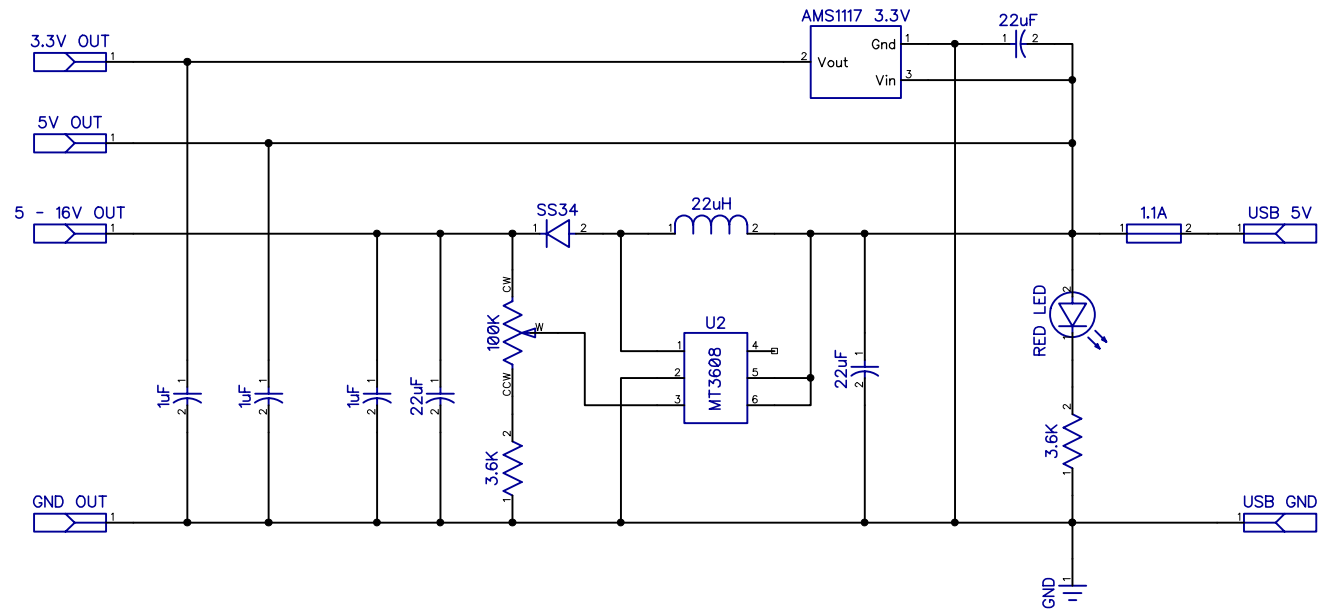 AMS1117 3.3V
22uF
1 2
3.3V OUT
1
2
Vout
Gnd
1
Vin
3
5V OUT
1
5 - 16V OUT
1
SS34
1 2
22uH
1 2
1.1A
1 2
USB 5V
1
CW
100K
W
CCW
U2
MT3608
1
2
3
4
5
6
22uF
1
2
RED LED
2
1
1uF
1
2
1uF
1
2
1uF
1
2
22uF
1
2
3.6K
2
1
3.6K
2
1
GND OUT
1
USB GND
1
GND
1